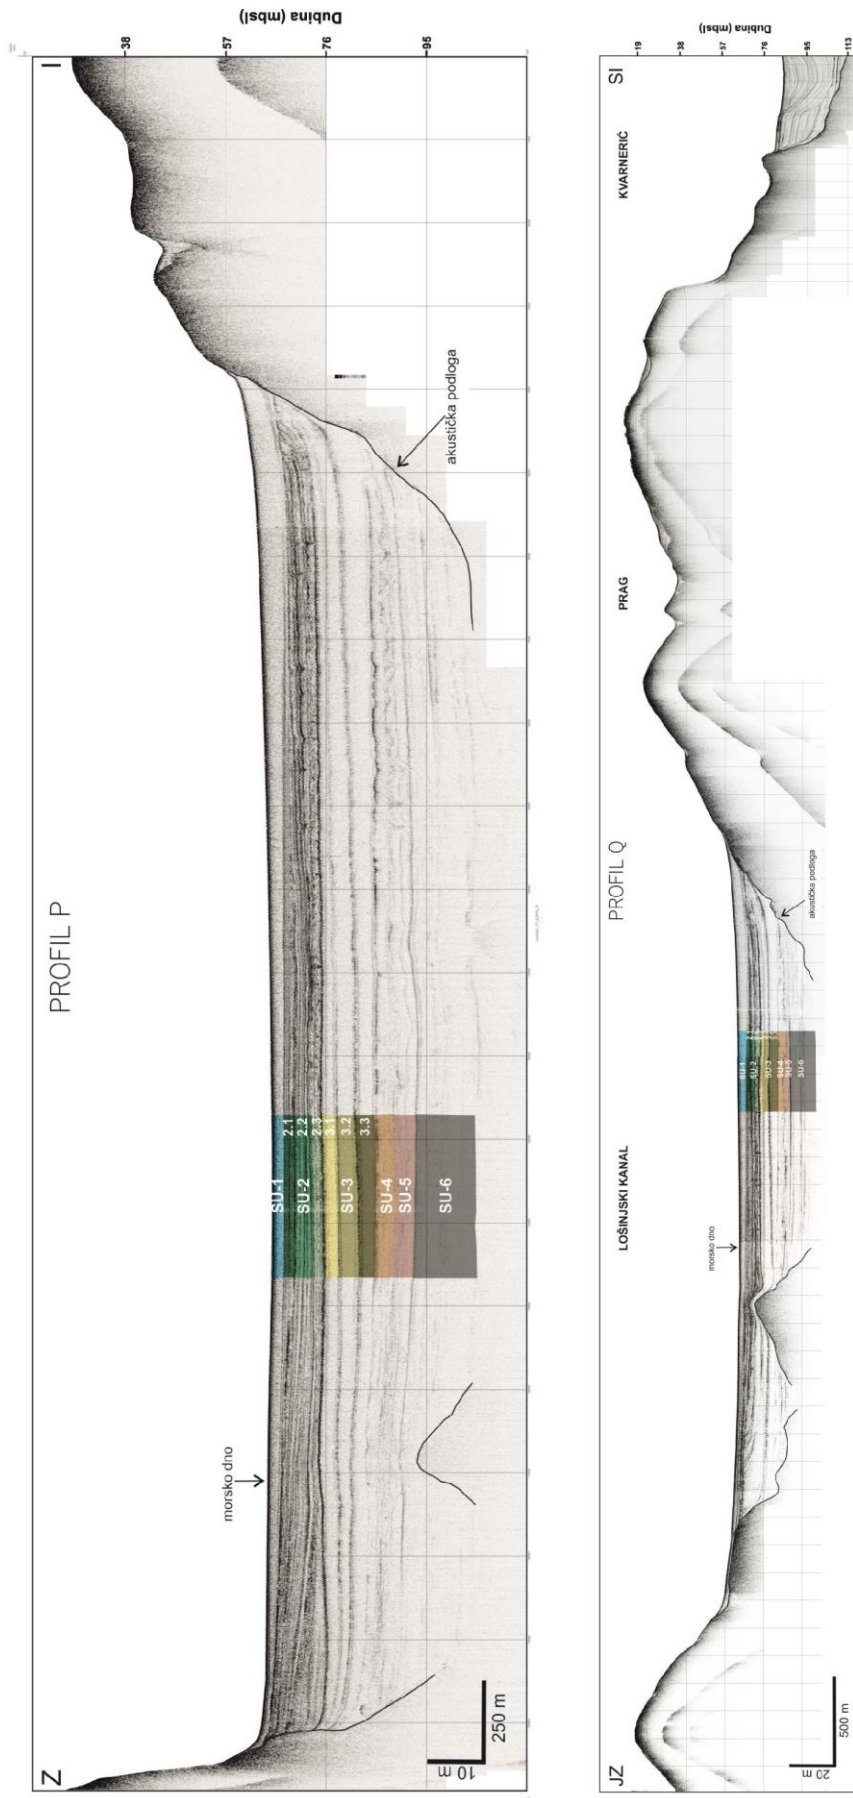 PROFIL P
Z
I
Dubina (mbsl)
-38
-57
-76
-95
morsko dno
akustička podloga
SU-1
SU-2
2.1
2.2
2.3
SU-3
3.1
3.2
3.3
SU-4
SU-5
SU-6
10 m
250 m
PROFIL Q
JZ
SI
LOŠINJSKI KANAL
PRAG
KVARNERIĆ
Dubina (mbsl)
-19
-38
-57
-76
-95
-113
morsko dno
akustička podloga
SU-1
SU-2
SU-3
SU-4
SU-5
SU-6
20 m
500 m